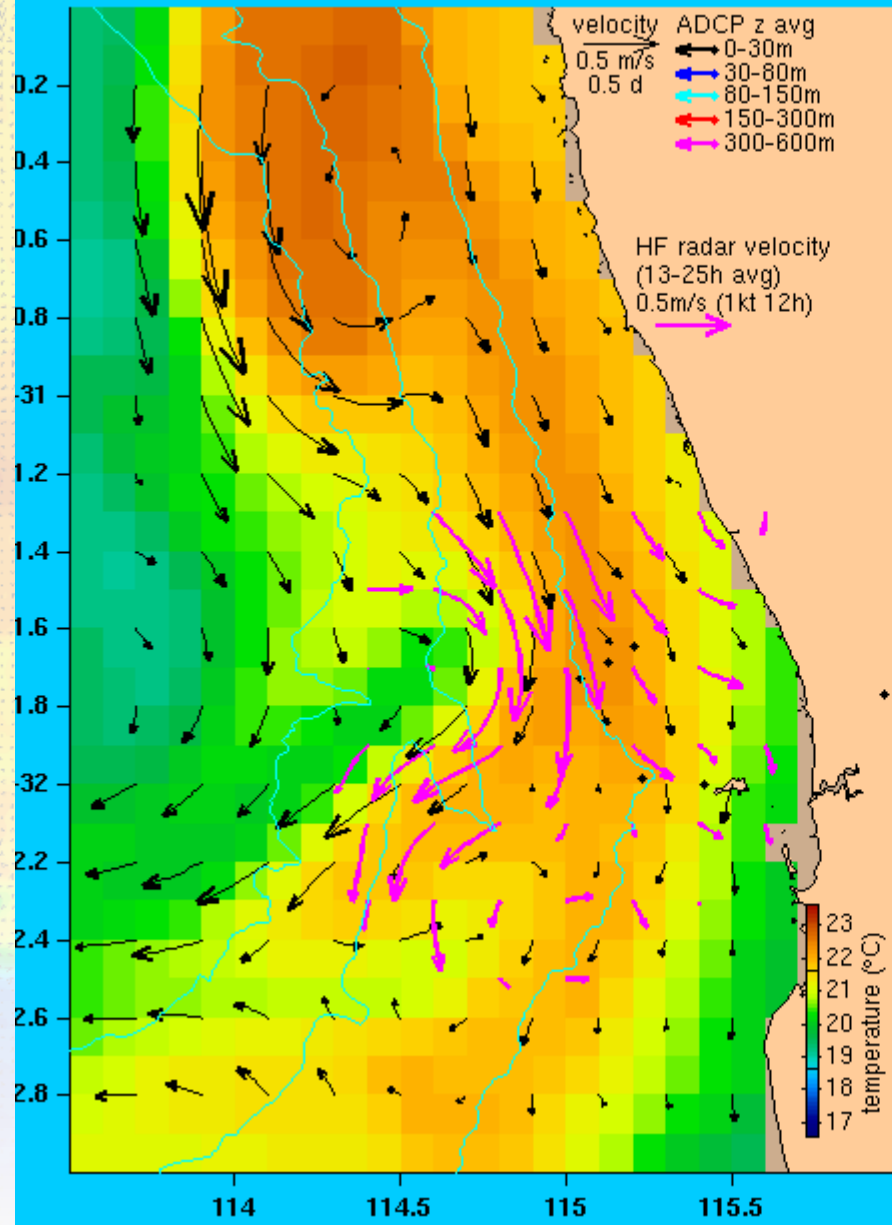 velocity
0.5 m/s
0.5 d
ADCP z avg
0-30m
30-80m
80-150m
150-300m
300-600m
HF radar velocity
(13-25h avg)
0.5m/s (1kt 12h)
0.2
0.4
0.6
0.8
-31
1.2
1.4
1.6
1.8
-32
2.2
2.4
2.6
2.8
23
22
21
20
19
18
17
temperature (°C)
114
114.5
115
115.5